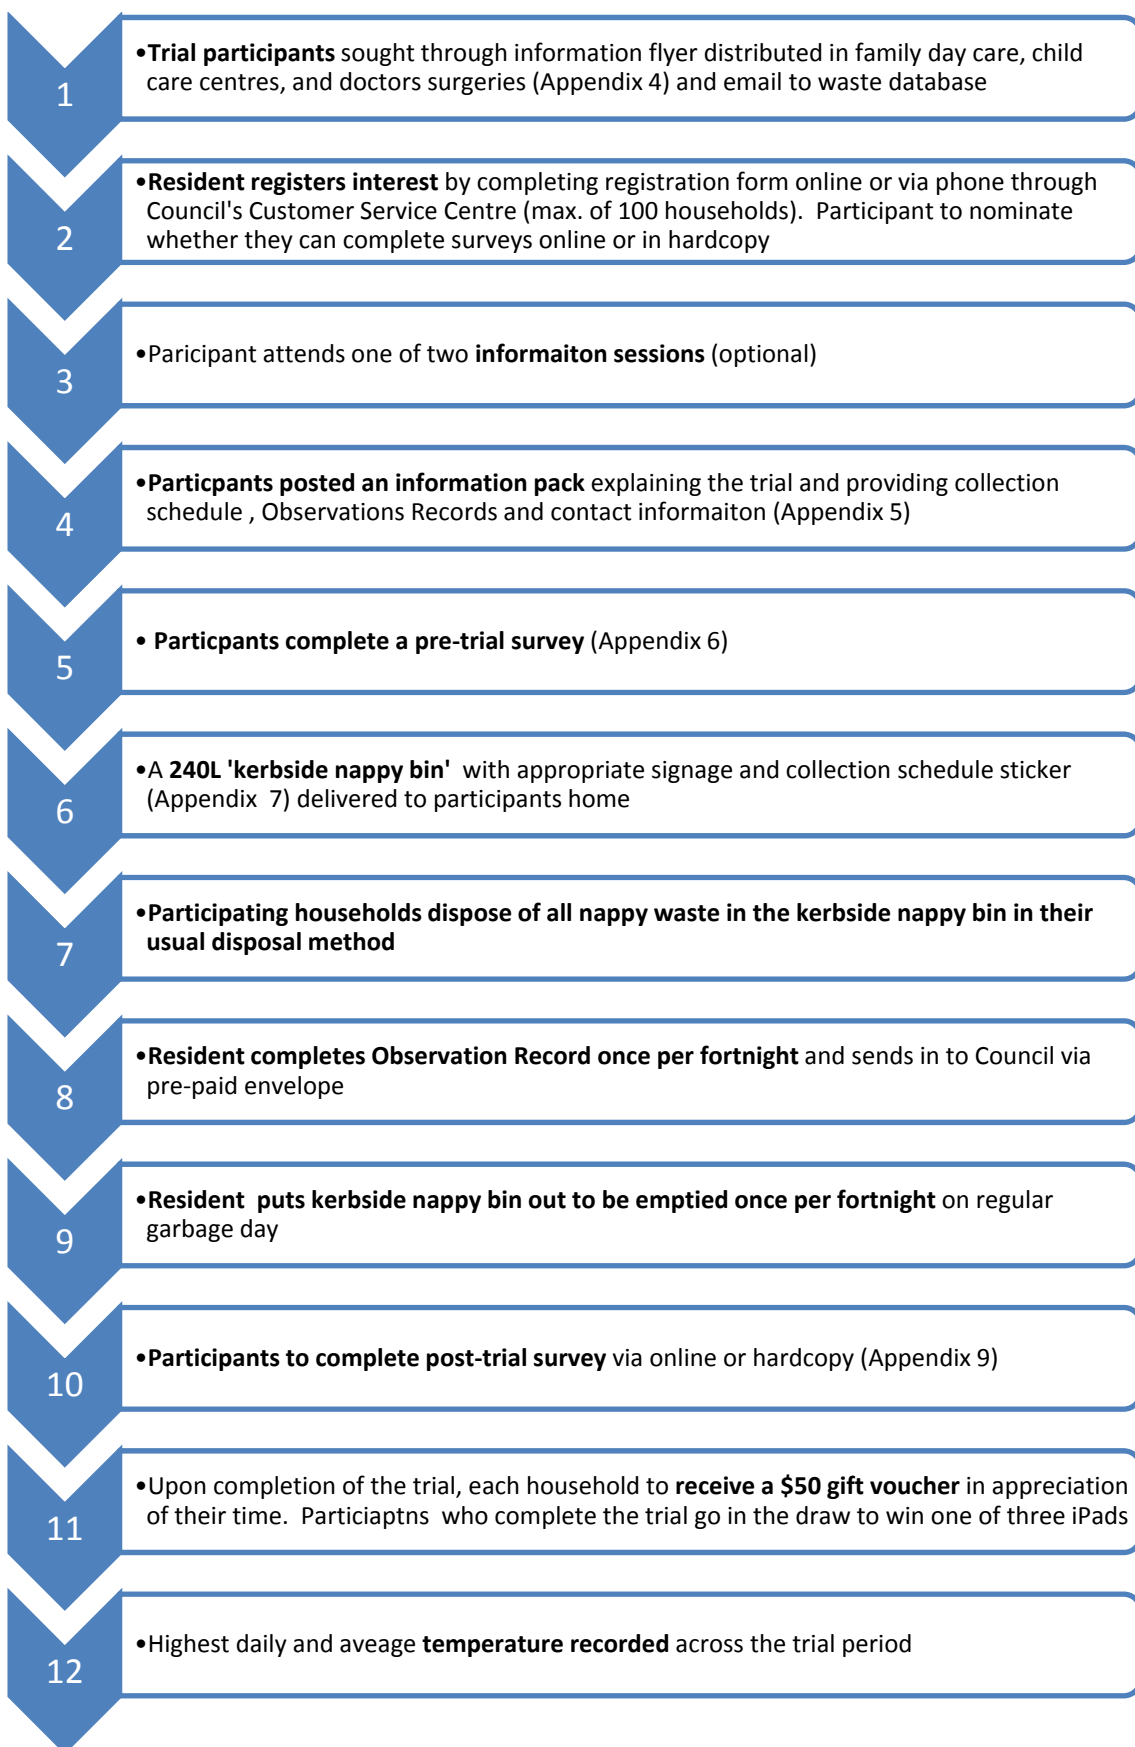 1
•Trial participants sought through information flyer distributed in family day care, child
care centres, and doctors surgeries (Appendix 4) and email to waste database
2
•Resident registers interest by completing registration form online or via phone through
Council's Customer Service Centre (max. of 100 households).  Participant to nominate
whether they can complete surveys online or in hardcopy
3
•Paricipant attends one of two informaiton sessions (optional)
4
•Particpants posted an information pack explaining the trial and providing collection
schedule , Observations Records and contact informaiton (Appendix 5)
5
• Particpants complete a pre-trial survey (Appendix 6)
6
•A 240L 'kerbside nappy bin'  with appropriate signage and collection schedule sticker
(Appendix  7) delivered to participants home
7
•Participating households dispose of all nappy waste in the kerbside nappy bin in their
usual disposal method
8
•Resident completes Observation Record once per fortnight and sends in to Council via
pre-paid envelope
9
•Resident  puts kerbside nappy bin out to be emptied once per fortnight on regular
garbage day
10
•Participants to complete post-trial survey via online or hardcopy (Appendix 9)
11
•Upon completion of the trial, each household to receive a $50 gift voucher in appreciation
of their time.  Particiaptns  who complete the trial go in the draw to win one of three iPads
12
•Highest daily and aveage temperature recorded across the trial period